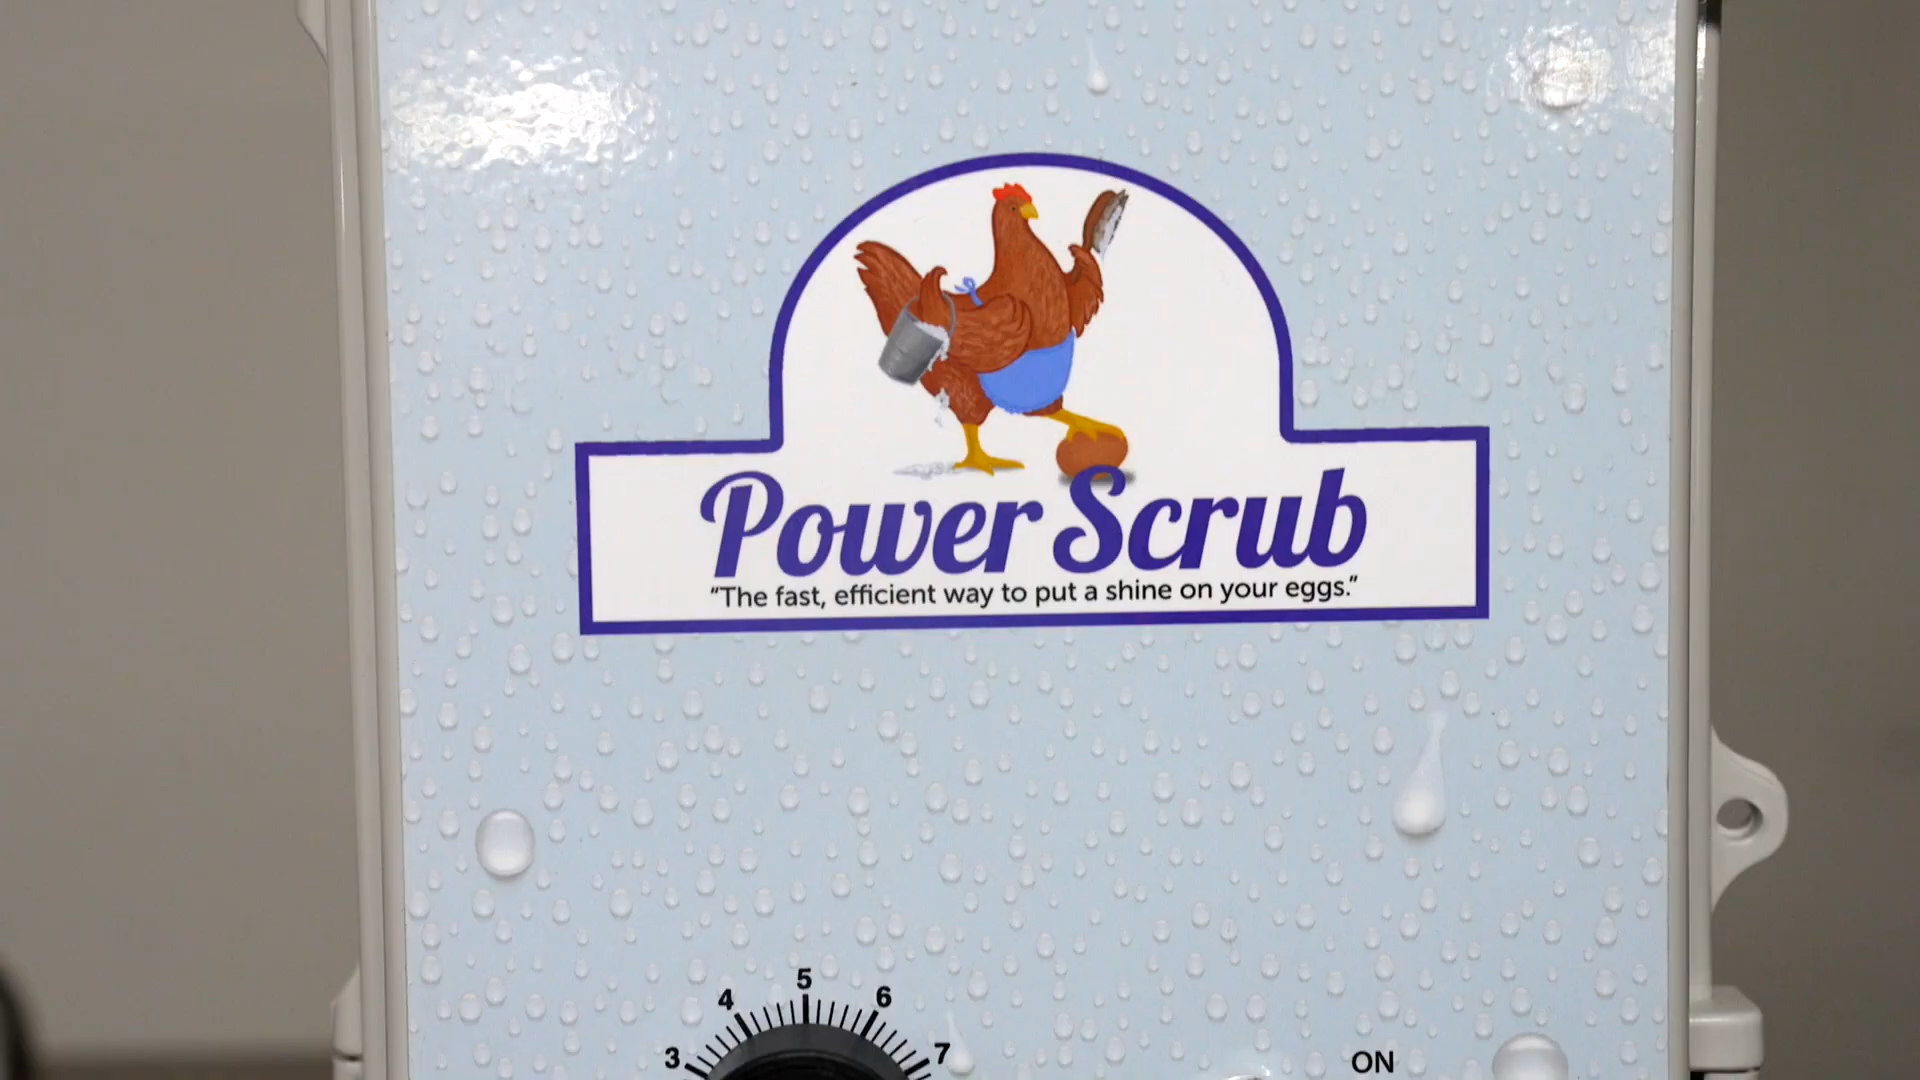 Power Scrub
"The fast, efficient way to put a shine on your eggs."
5
4 6
3 7
ON